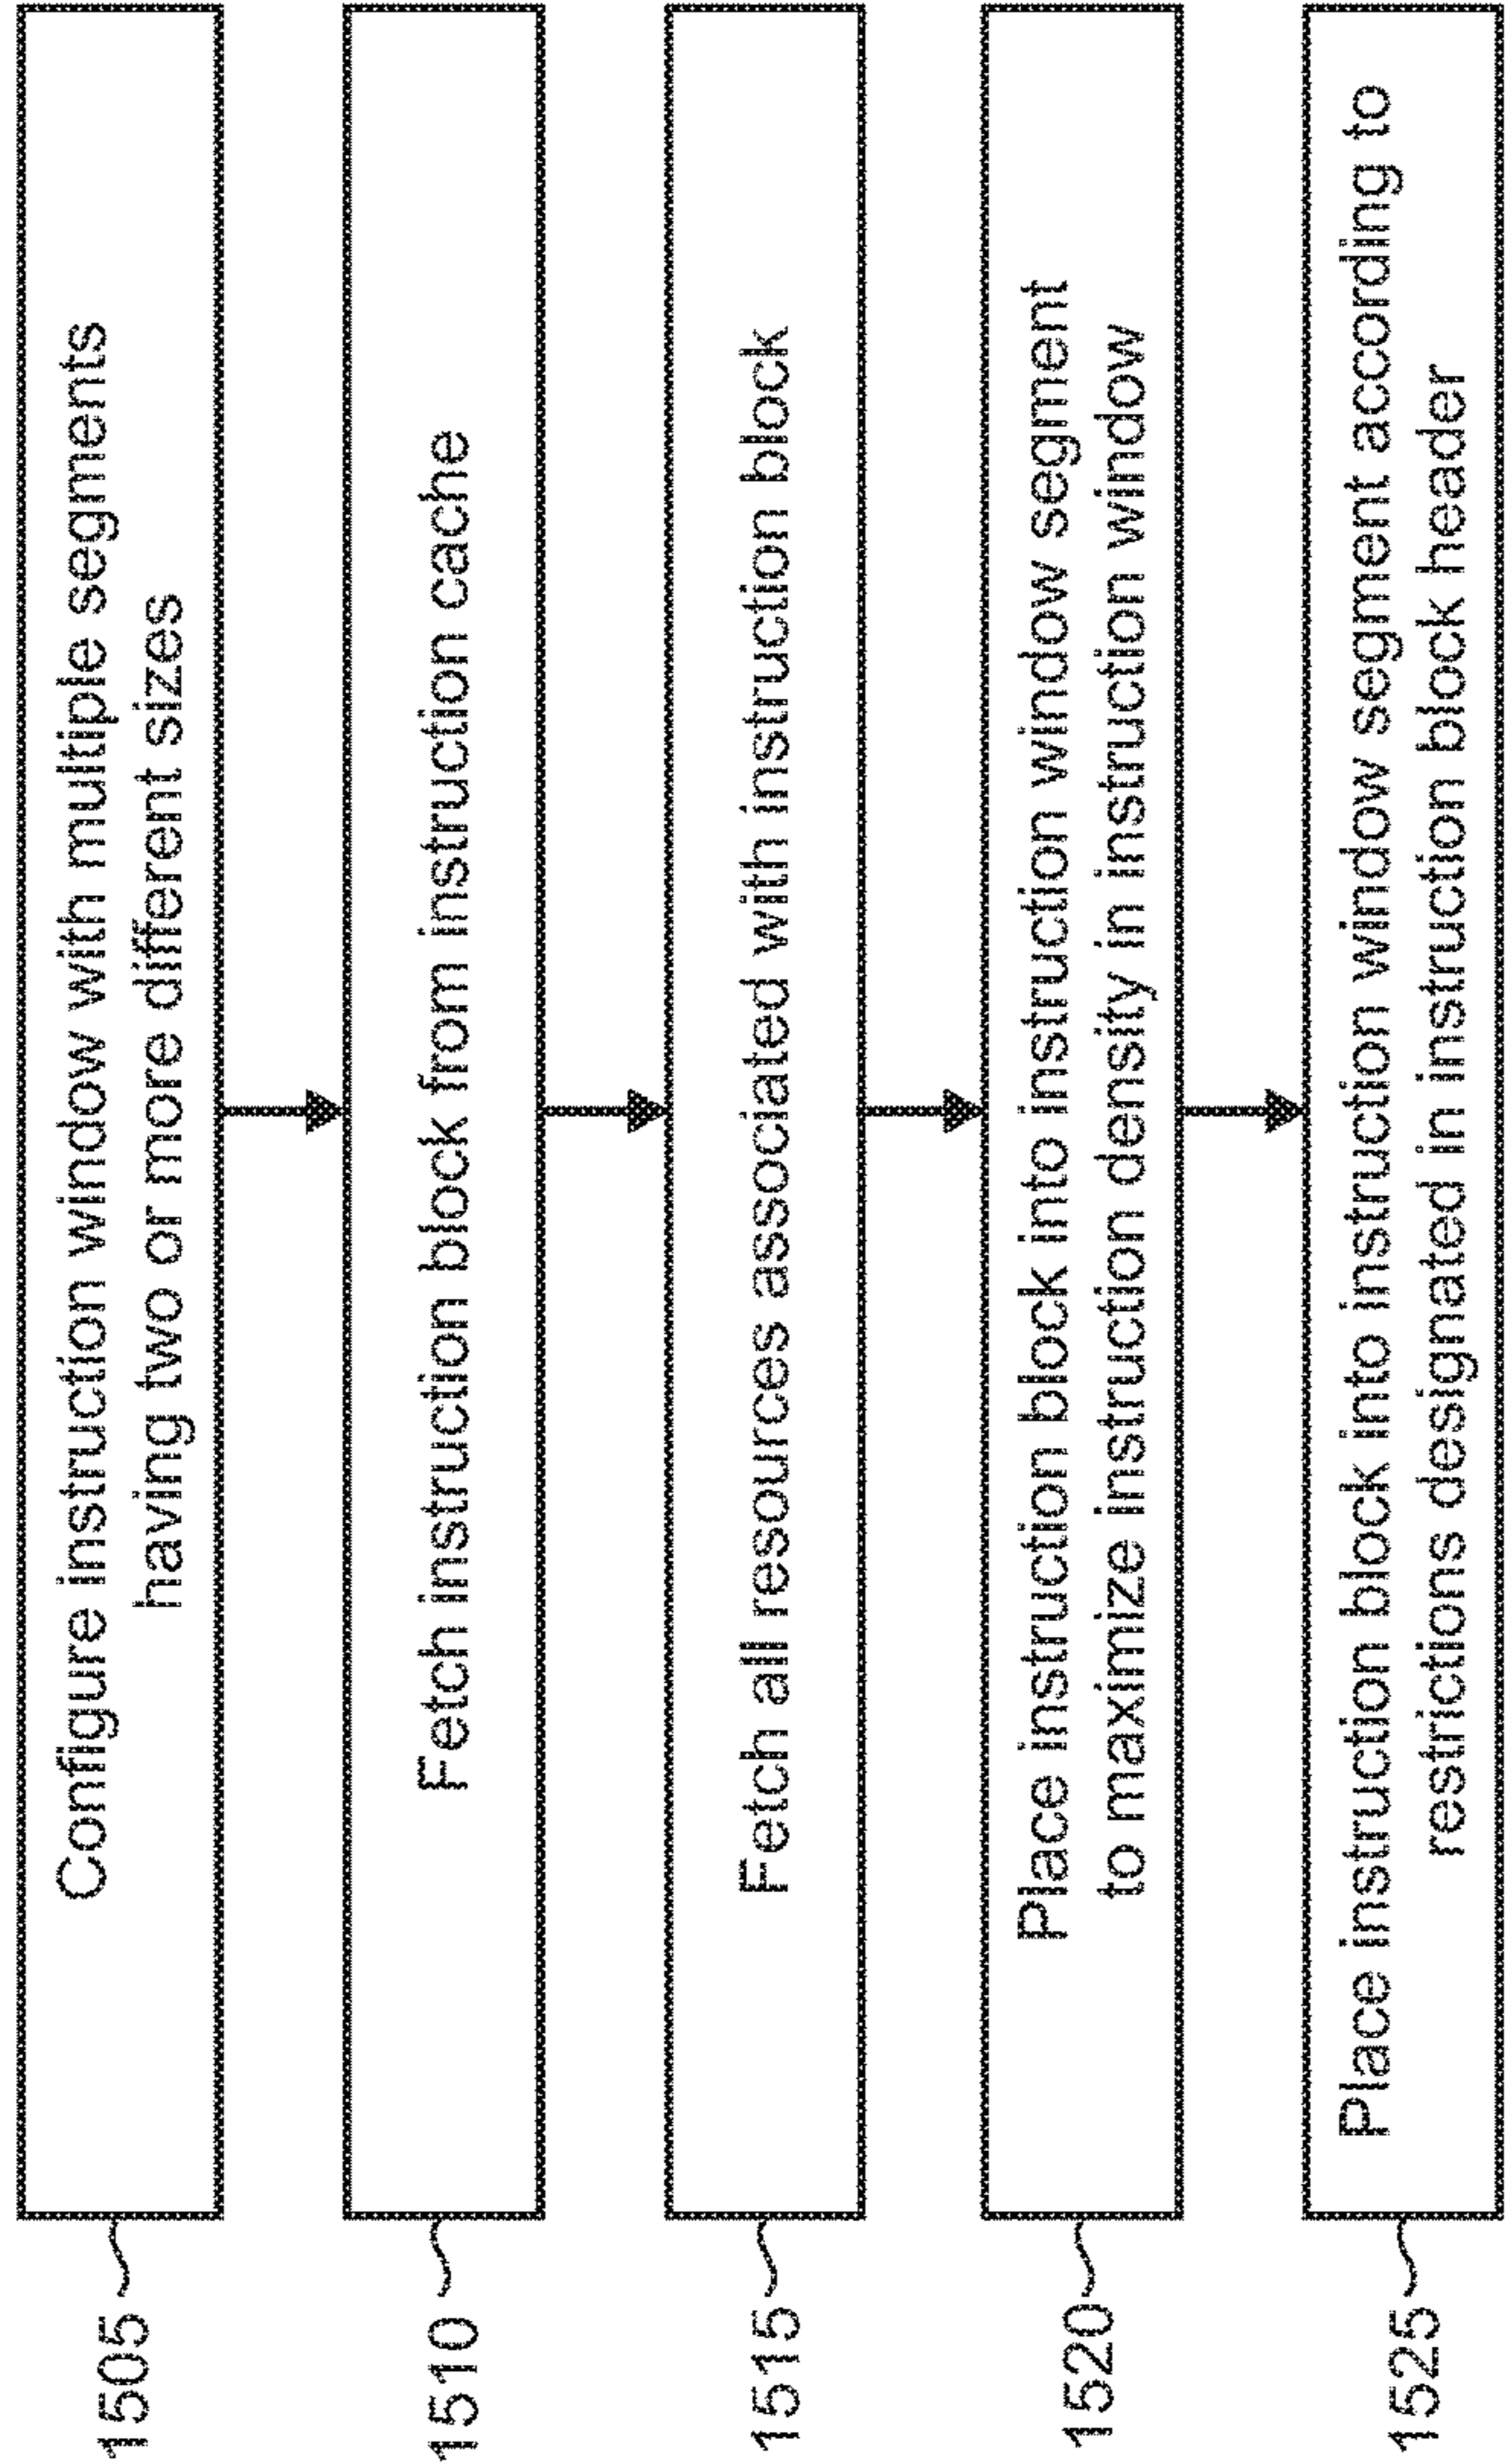 1505
Configure instruction window with multiple segments
having two or more different sizes
1510
Fetch instruction block from instruction cache
1515
Fetch all resources associated with instruction block
1520
Place instruction block into instruction window segment
to maximize instruction density in instruction window
1525
Place instruction block into instruction window segment according to
restrictions designated in instruction block header